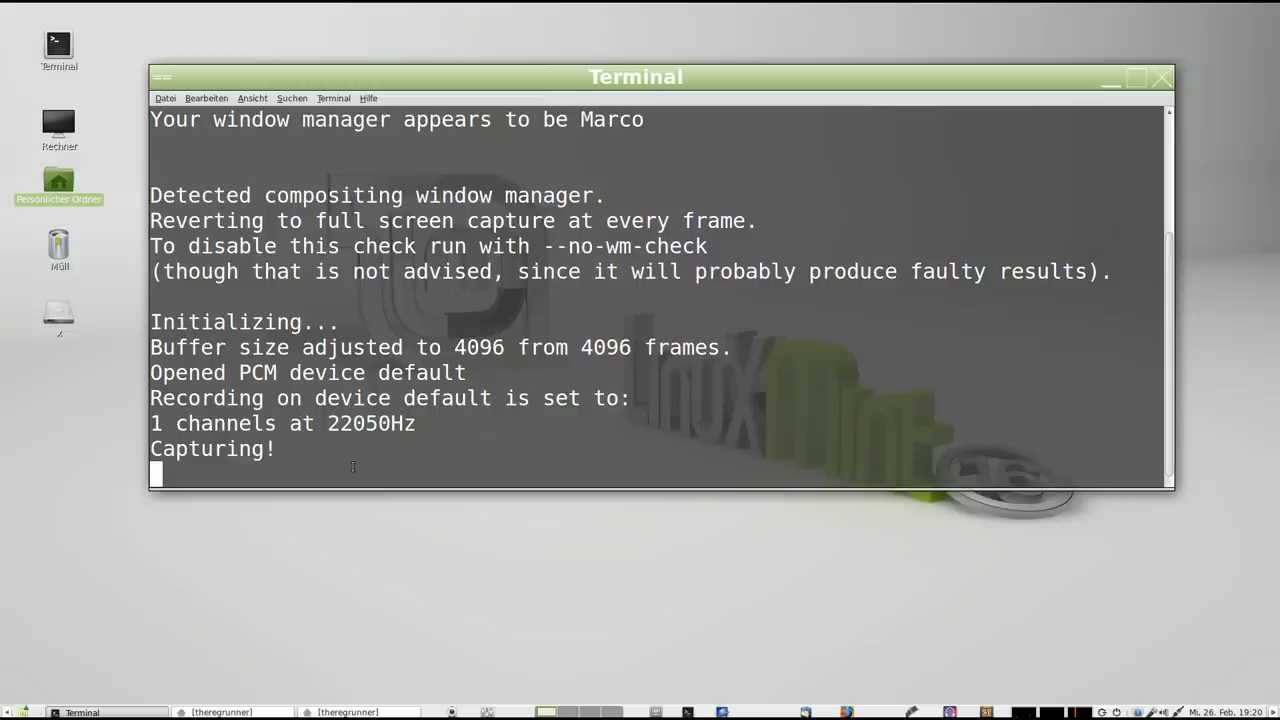 Terminal
Rechner
Persönlicher Ordner
Müll
Terminal
Datei Bearbeiten Ansicht Suchen Terminal Hilfe
Your window manager appears to be Marco
Detected compositing window manager.
Reverting to full screen capture at every frame.
To disable this check run with --no-wm-check
(though that is not advised, since it will probably produce faulty results).
Initializing...
Buffer size adjusted to 4096 from 4096 frames.
Opened PCM device default
Recording on device default is set to:
1 channels at 22050Hz
Capturing!
Linux Mint
Terminal
[theregrunner]
[theregrunner]
Mi, 26. Feb, 19:20